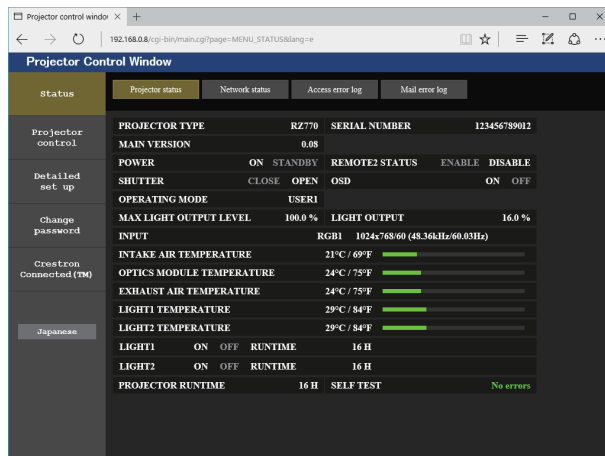 Projector control windo
192.168.0.8/cgi-bin/main.cgi?page=MENU_STATUS&lang=e
Projector Control Window
Status
Projector status
Network status
Access error log
Mail error log
Projector
control
Detailed
set up
Change
password
Crestron
Connected(TM)
Japanese
PROJECTOR TYPE RZ770 SERIAL NUMBER 123456789012
MAIN VERSION 0.08
POWER ON STANDBY REMOTE2 STATUS ENABLE DISABLE
SHUTTER CLOSE OPEN OSD ON OFF
OPERATING MODE USER1
MAX LIGHT OUTPUT LEVEL 100.0 % LIGHT OUTPUT 16.0 %
INPUT RGB1 1024x768/60 (48.36kHz/60.03Hz)
INTAKE AIR TEMPERATURE 21°C / 69°F
OPTICS MODULE TEMPERATURE 24°C / 75°F
EXHAUST AIR TEMPERATURE 24°C / 75°F
LIGHT1 TEMPERATURE 29°C / 84°F
LIGHT2 TEMPERATURE 29°C / 84°F
LIGHT1 ON OFF RUNTIME 16 H
LIGHT2 ON OFF RUNTIME 16 H
PROJECTOR RUNTIME 16 H SELF TEST No errors